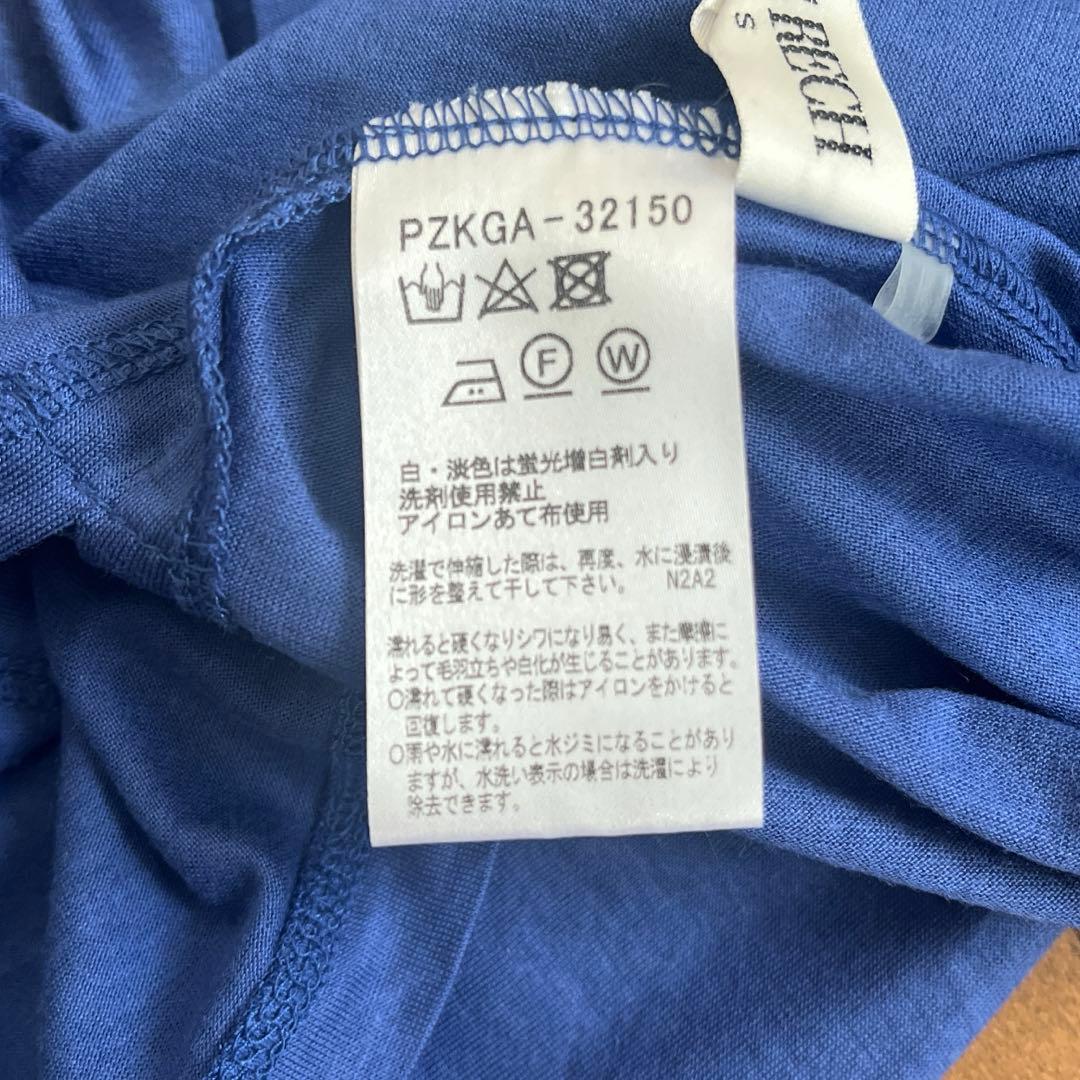 S
RECH
PZKGA-32150
F W
白・淡色は蛍光増白剤入り
洗剤使用禁止
アイロンあて布使用
洗濯で伸縮した際は、再度、水に浸漬後
に形を整えて干して下さい。 N2A2
濡れると硬くなりシワになり易く、また摩擦に
よって毛羽立ちや白化が生じることがあります。
○濡れて硬くなった際はアイロンをかけると
回復します。
○雨や水に濡れると水ジミになることがあり
ますが、水洗い表示の場合は洗濯により
除去できます。